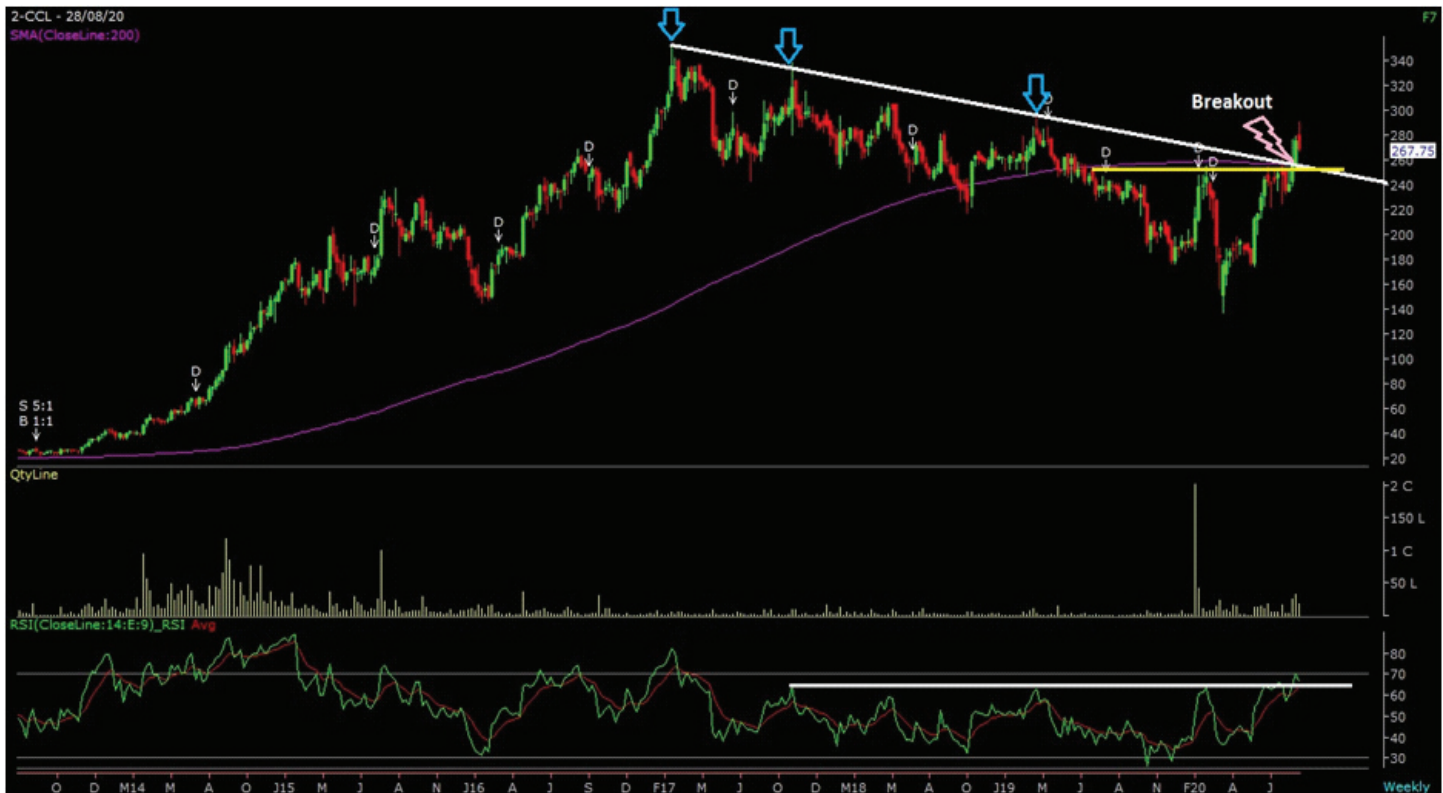 2-CCL - 28/08/20
F7
SMA(CloseLine:200)
340
320
300
280
267.75
260
240
220
200
180
160
140
120
100
80
60
40
20
Breakout
D
D
D
D
D
D
D
D
D
D
S 5:1
B 1:1
QtyLine
2 C
150 L
1 C
50 L
RSI(CloseLine:14:E:9)_RSI Avg
80
70
60
50
40
30
O D M14 M A O J15 M J A N J16 A J S D F17 M J O D M18 M A O J19 M J A N F20 A J Weekly